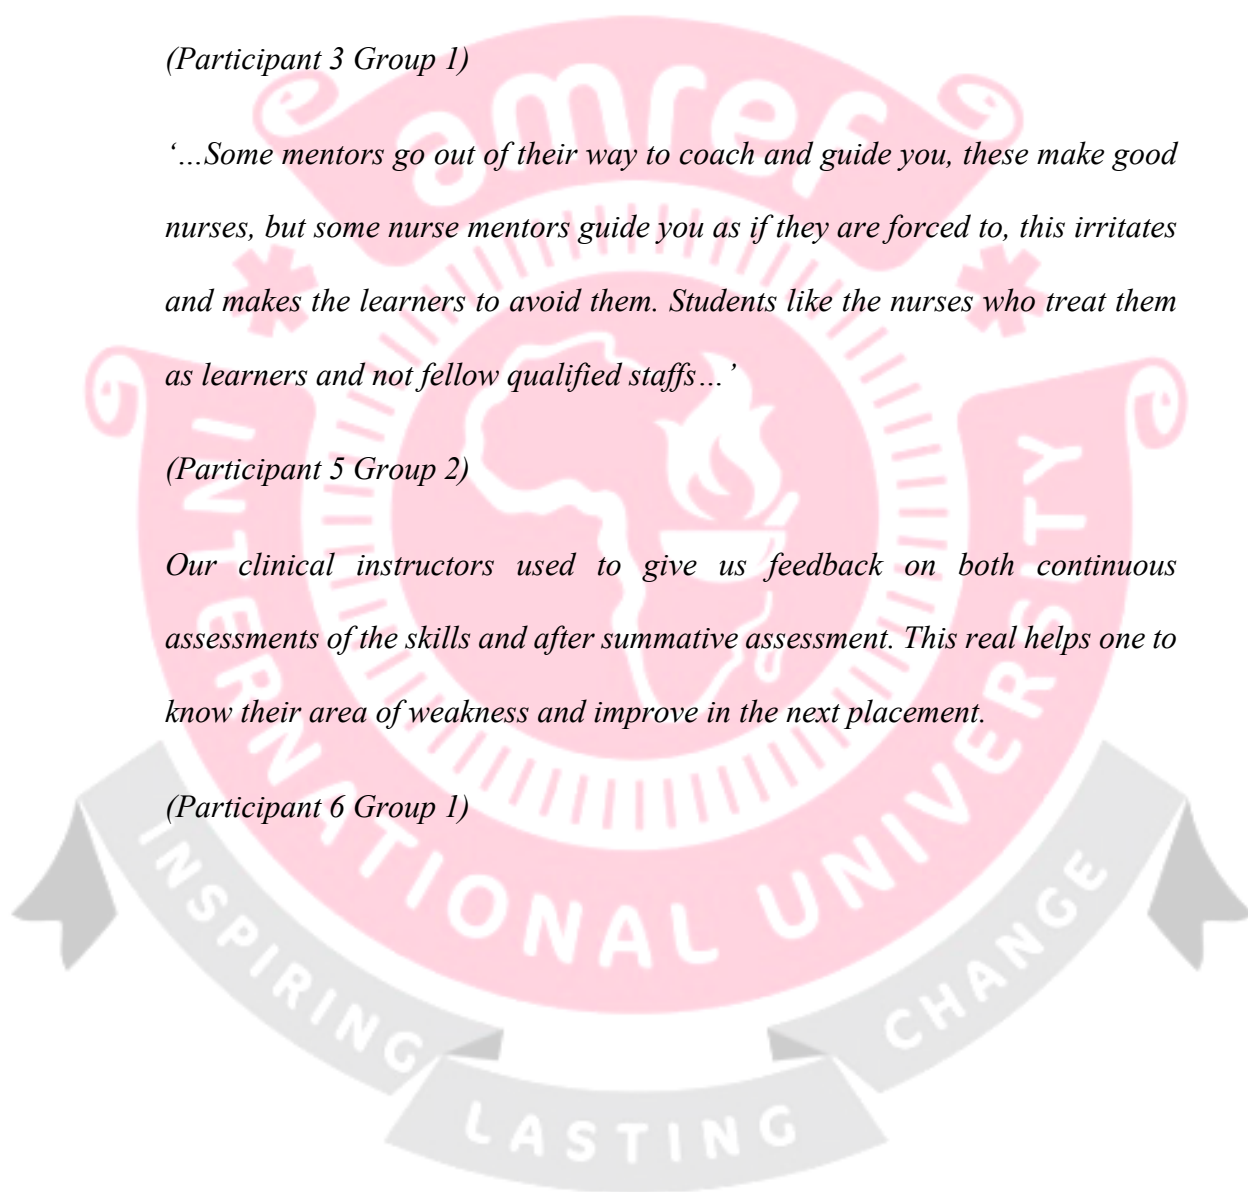 (Participant 3 Group 1)
‘…Some mentors go out of their way to coach and guide you, these make good
nurses, but some nurse mentors guide you as if they are forced to, this irritates
and makes the learners to avoid them. Students like the nurses who treat them
as learners and not fellow qualified staffs…’
(Participant 5 Group 2)
Our clinical instructors used to give us feedback on both continuous
assessments of the skills and after summative assessment. This real helps one to
know their area of weakness and improve in the next placement.
(Participant 6 Group 1)
amref
INTERNATIONAL UNIVERSITY
INSPIRING LASTING CHANGE